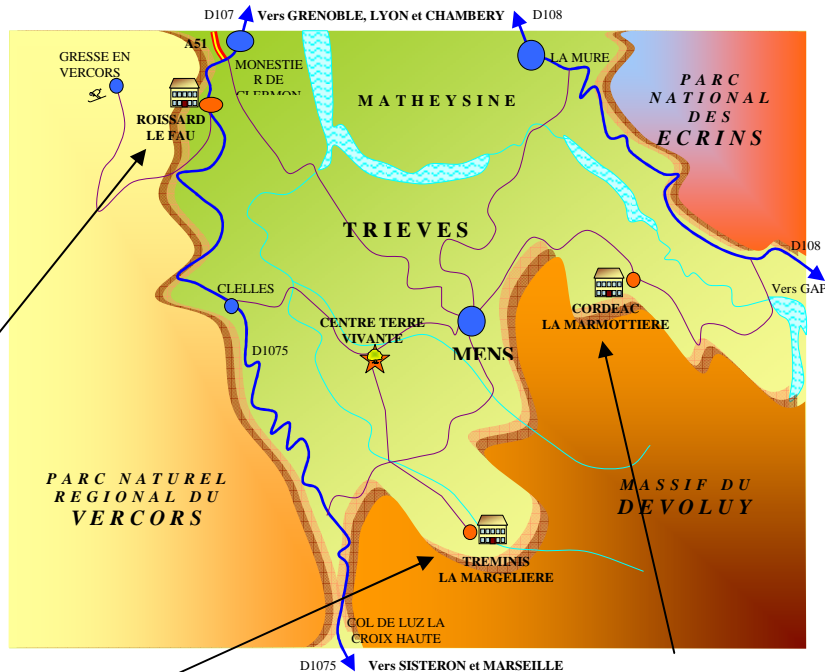 D107
Vers GRENOBLE, LYON et CHAMBERY
D108
A51
GRESSE EN
VERCORS
MONESTIE
R DE
CLERMON
LA MURE
PARC
NATIONAL
DES
ECRINS
MATHEYSINE
ROISSARD
LE FAU
TRIEVES
D108
Vers GAP
CLELLES
CORDEAC
LA MARMOTTIERE
CENTRE TERRE
VIVANTE
MENS
D1075
PARC NATUREL
REGIONAL DU
VERCORS
MASSIF DU
DEVOLUY
TREMINIS
LA MARGELIERE
COL DE LUZ LA
CROIX HAUTE
D1075
Vers SISTERON et MARSEILLE